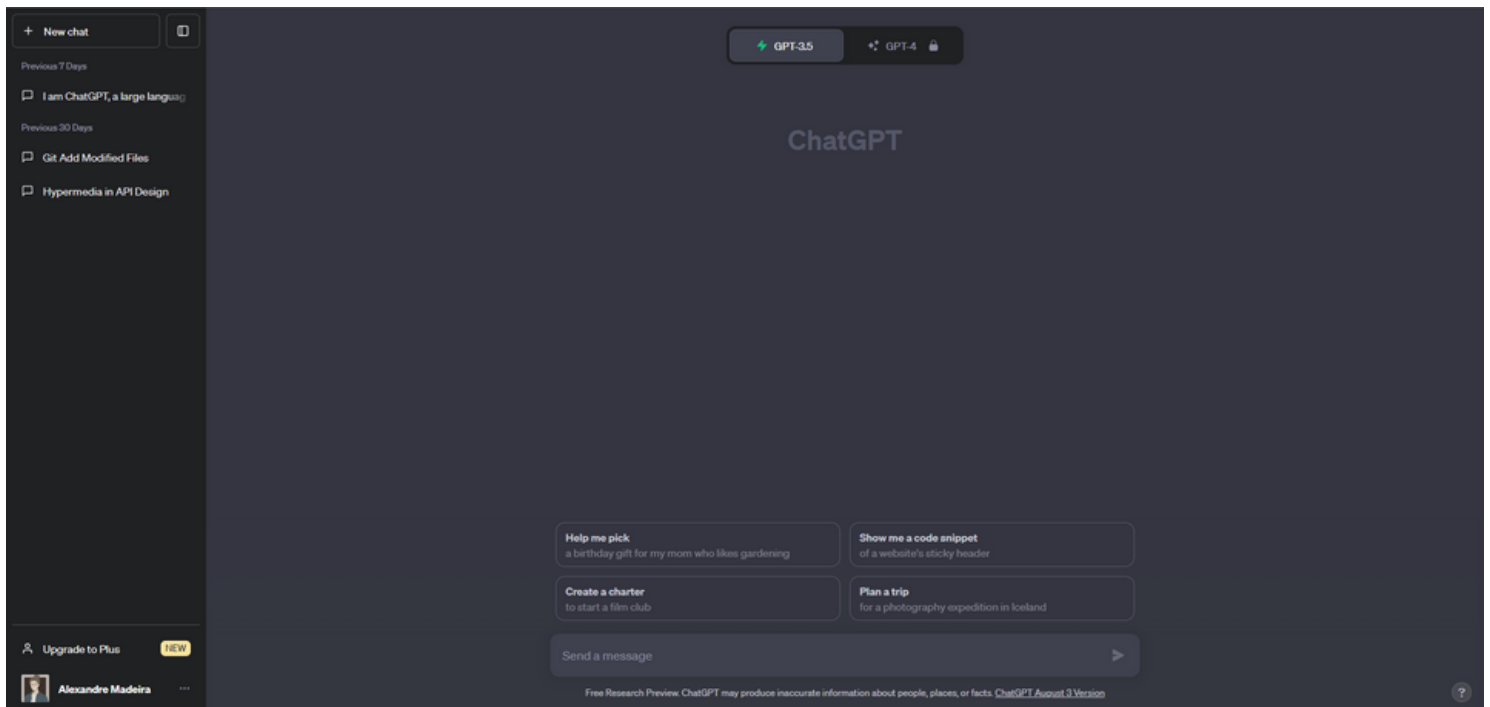 New chat
Previous 7 Days
I am ChatGPT, a large languag
Previous 30 Days
Git Add Modified Files
Hypermedia in API Design
Upgrade to Plus NEW
Alexandre Madeira
GPT-3.5 GPT-4
ChatGPT
Help me pick
a birthday gift for my mom who likes gardening
Show me a code snippet
of a website's sticky header
Create a charter
to start a film club
Plan a trip
for a photography expedition in Iceland
Send a message
Free Research Preview. ChatGPT may produce inaccurate information about people, places, or facts. ChatGPT August 3 Version
?